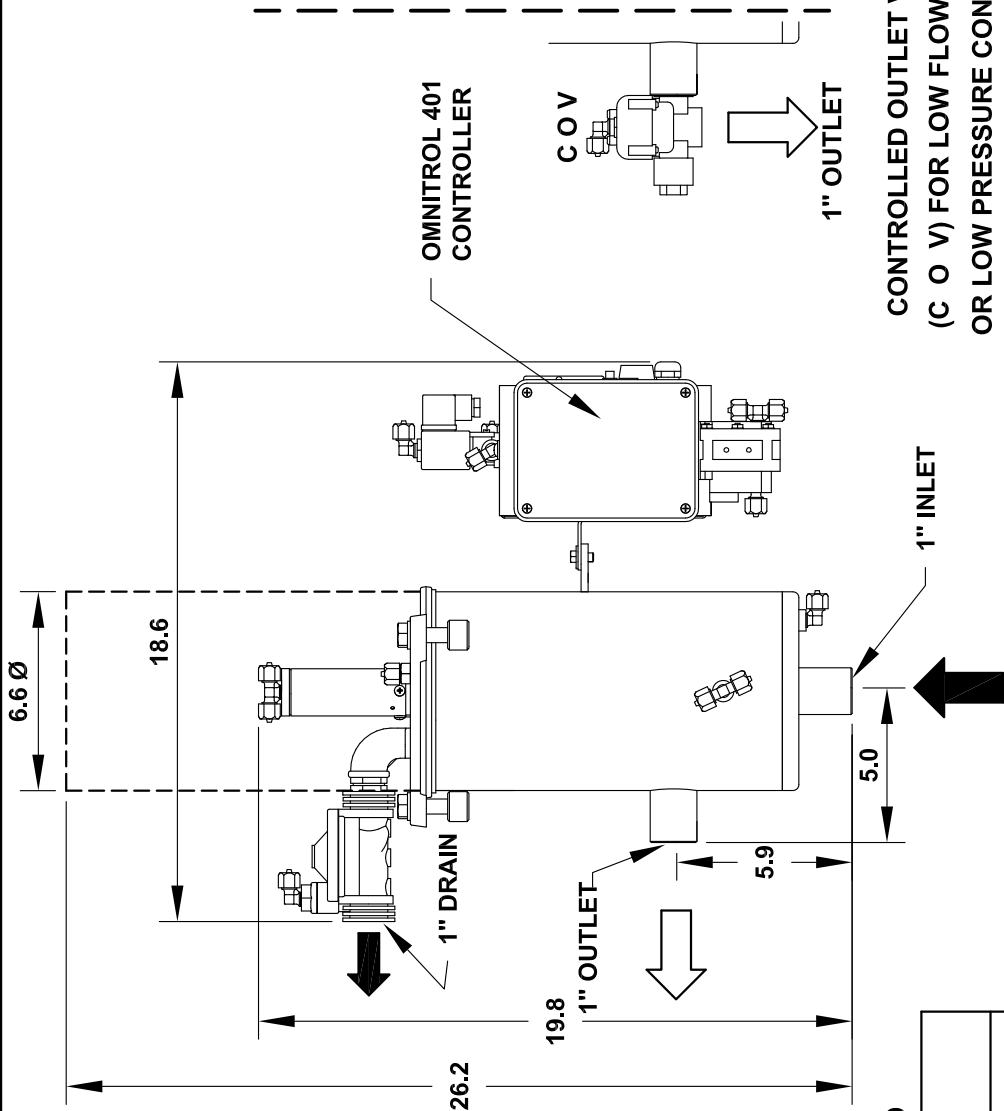 6.6 Ø
18.6
OMNITROL 401
CONTROLLER
C O V
1" OUTLET
CONTROLLED OUTLET
(C O V) FOR LOW FLOW
OR LOW PRESSURE CON
1" INLET
5.0
5.9
1" DRAIN
1" OUTLET
19.8
26.2